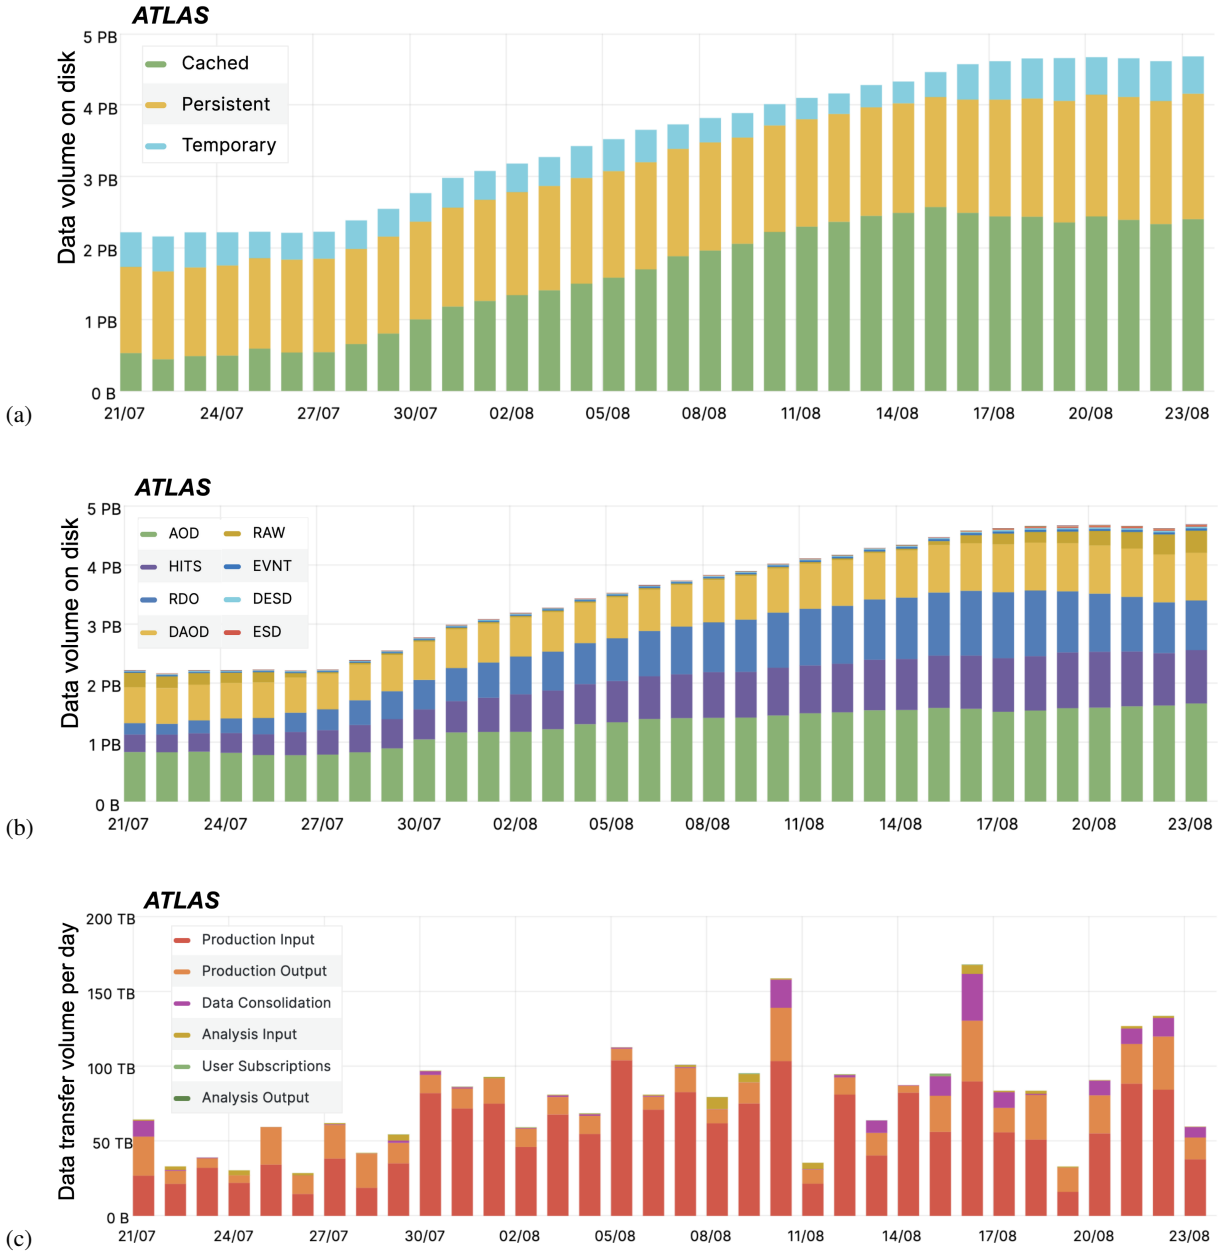 ATLAS
Data volume on disk
5 PB
4 PB
3 PB
2 PB
1 PB
0 B
Cached
Persistent
Temporary
21/07 24/07 27/07 30/07 02/08 05/08 08/08 11/08 14/08 17/08 20/08 23/08
(a)
ATLAS
Data volume on disk
5 PB
4 PB
3 PB
2 PB
1 PB
0 B
AOD RAW
HITS EVNT
RDO DESD
DAOD ESD
21/07 24/07 27/07 30/07 02/08 05/08 08/08 11/08 14/08 17/08 20/08 23/08
(b)
ATLAS
Data transfer volume per day
200 TB
150 TB
100 TB
50 TB
0 B
Production Input
Production Output
Data Consolidation
Analysis Input
User Subscriptions
Analysis Output
21/07 24/07 27/07 30/07 02/08 05/08 08/08 11/08 14/08 17/08 20/08 23/08
(c)